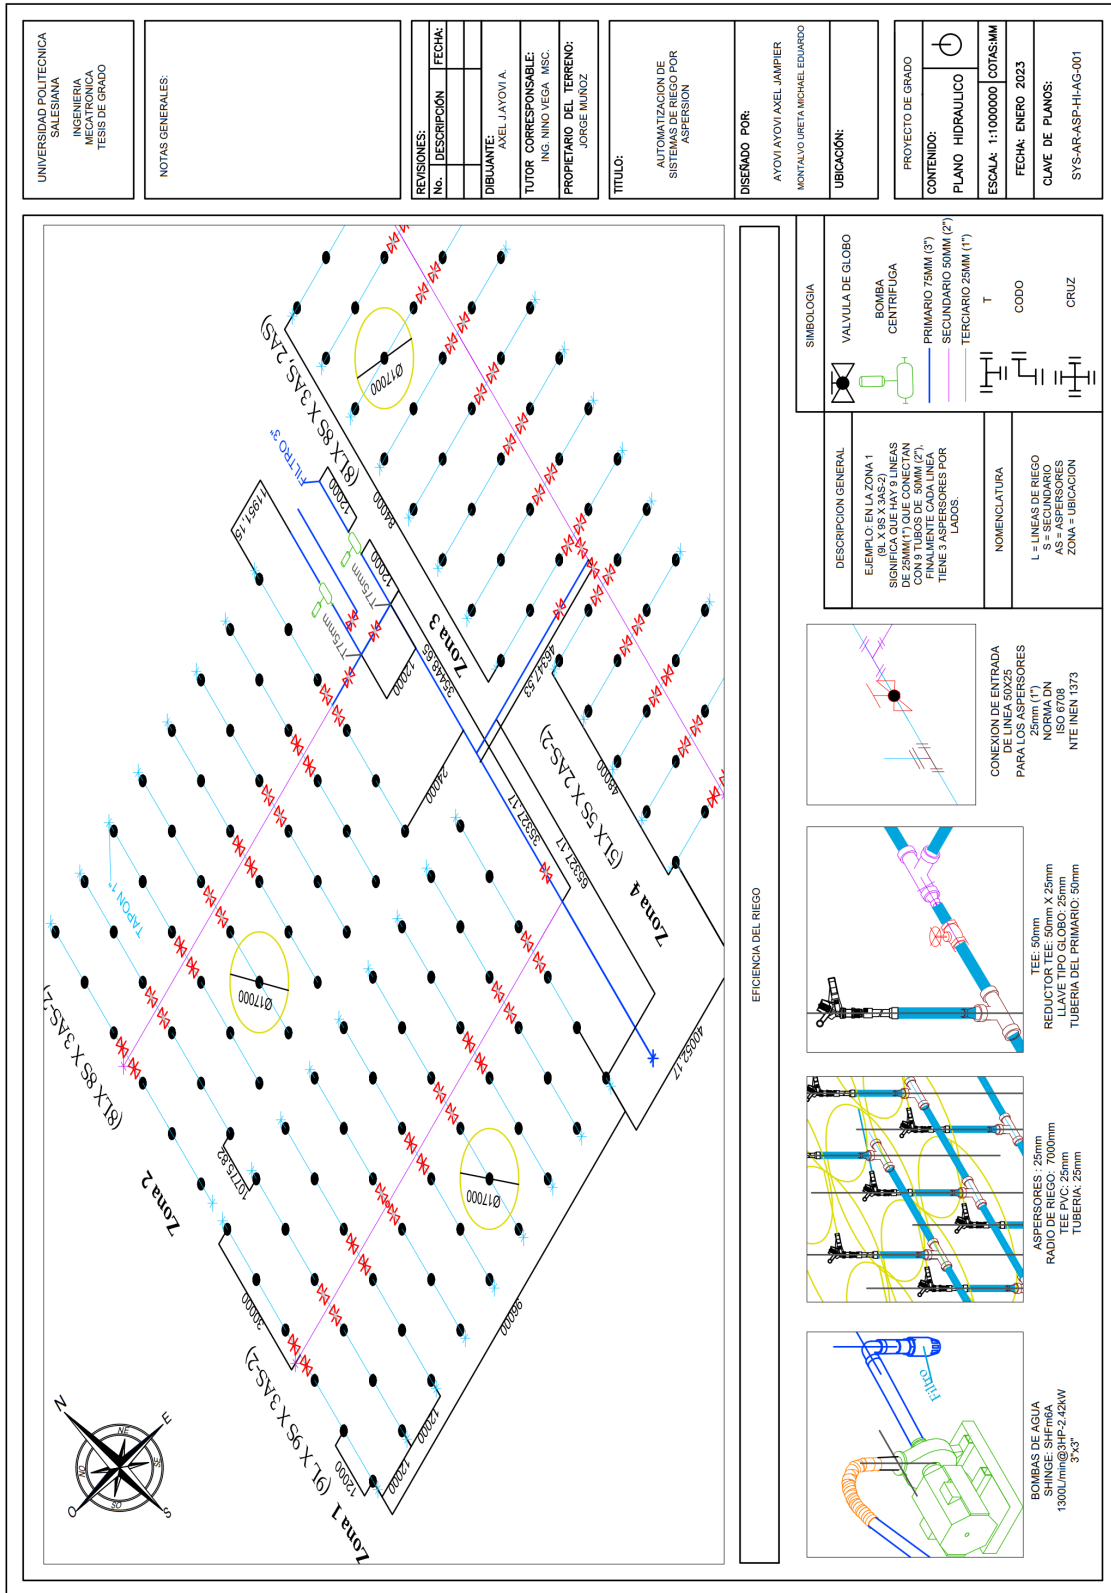 UNIVERSIDAD POLITECNICA
SALESIANA
INGENIERIA
MECATRONICA
TESIS DE GRADO
NOTAS GENERALES:
REVISIONES:
No.
DESCRIPCIÓN
FECHA:
DIBUJANTE:
AXEL J.AYOVI A.
TUTOR CORRESPONSABLE:
ING. NINO VEGA MSC.
PROPIETARIO DEL TERRENO:
JORGE MUÑOZ
TITULO:
AUTOMATIZACION DE
SISTEMAS DE RIEGO POR
ASPERSION
DISEÑADO POR:
AYOVI AYOVI AXEL JAMPIER
MONTALVO URETA MICHAEL EDUARDO
UBICACIÓN:
PROYECTO DE GRADO
CONTENIDO:
PLANO HIDRAULICO
ESCALA: 1:1000000
COTAS:MM
FECHA: ENERO 2023
CLAVE DE PLANOS:
SYS-AR-ASP-HI-AG-001
N
NE
E
SE
S
SO
O
NO
Zona 1
(9L X 9S X 3AS-2)
12000
12000
12000
30000
96000
10775.82
Ø17000
Zona 2
(8LX 8S X 3AS-2)
TAPON 1"
Ø17000
24000
11951.15
FILTRO 3"
12000
12000
12000
T75mm
T75mm
35448.65
84000
Zona 3
(8LX 8S X 3AS, 2AS)
Ø17000
46347.53
35327.17
65327.17
40052.17
48000
Zona 4
(5LX 5S X 2AS-2)
EFICIENCIA DEL RIEGO
SIMBOLOGIA
VALVULA DE GLOBO
BOMBA
CENTRIFUGA
PRIMARIO 75MM (3")
SECUNDARIO 50MM (2")
TERCIARIO 25MM (1")
T
CODO
CRUZ
DESCRIPCION GENERAL
EJEMPLO: EN LA ZONA 1
(9L X 9S X 3AS-2)
SIGNIFICA QUE HAY 9 LINEAS
DE 25MM(1") QUE CONECTAN
CON 9 TUBOS DE 50MM (2"),
FINALMENTE CADA LINEA
TIENE 3 ASPERSORES POR
LADOS.
NOMENCLATURA
L = LINEAS DE RIEGO
S = SECUNDARIO
AS = ASPERSORES
ZONA = UBICACION
CONEXION DE ENTRADA
DE LINEA 50X25
PARA LOS ASPERSORES
25mm (1")
NORMA DN
ISO 6708
NTE INEN 1373
TEE: 50mm
REDUCTOR TEE: 50mm X 25mm
LLAVE TIPO GLOBO: 25mm
TUBERIA DEL PRIMARIO: 50mm
ASPERSORES : 25mm
RADIO DE RIEGO: 7000mm
TEE PVC: 25mm
TUBERIA: 25mm
Filtro
BOMBAS DE AGUA
SHINGE: SHFm6A
1300L/min@3HP-2.42kW
3"x3"